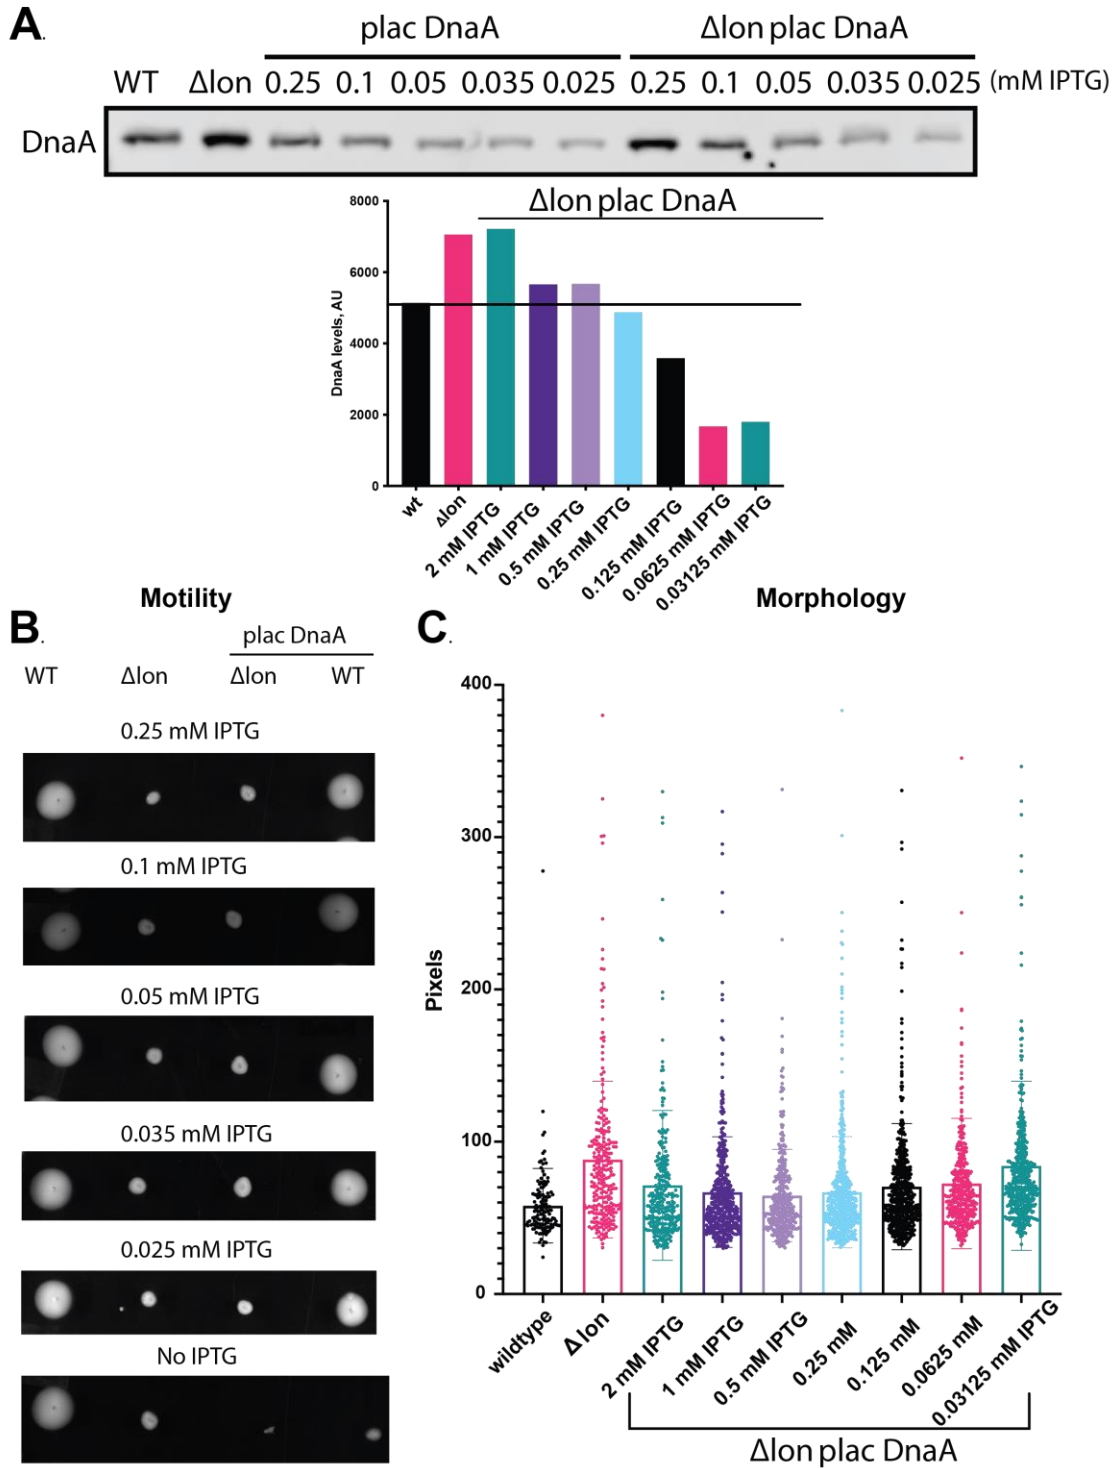 A.
plac DnaA Δlon plac DnaA
WT Δlon 0.25 0.1 0.05 0.035 0.025 0.25 0.1 0.05 0.035 0.025 (mM IPTG)
DnaA
Δlon plac DnaA
8000
6000
4000
2000
0
DnaA levels, AU
wt
Δlon
2 mM IPTG
1 mM IPTG
0.5 mM IPTG
0.25 mM IPTG
0.125 mM IPTG
0.0625 mM IPTG
0.03125 mM IPTG
Motility
B.
plac DnaA
WT Δlon Δlon WT
0.25 mM IPTG
0.1 mM IPTG
0.05 mM IPTG
0.035 mM IPTG
0.025 mM IPTG
No IPTG
Morphology
C.
400
300
200
100
0
Pixels
wildtype
Δ lon
2 mM IPTG
1 mM IPTG
0.5 mM IPTG
0.25 mM
0.125 mM
0.0625 mM
0.03125 mM IPTG
Δlon plac DnaA